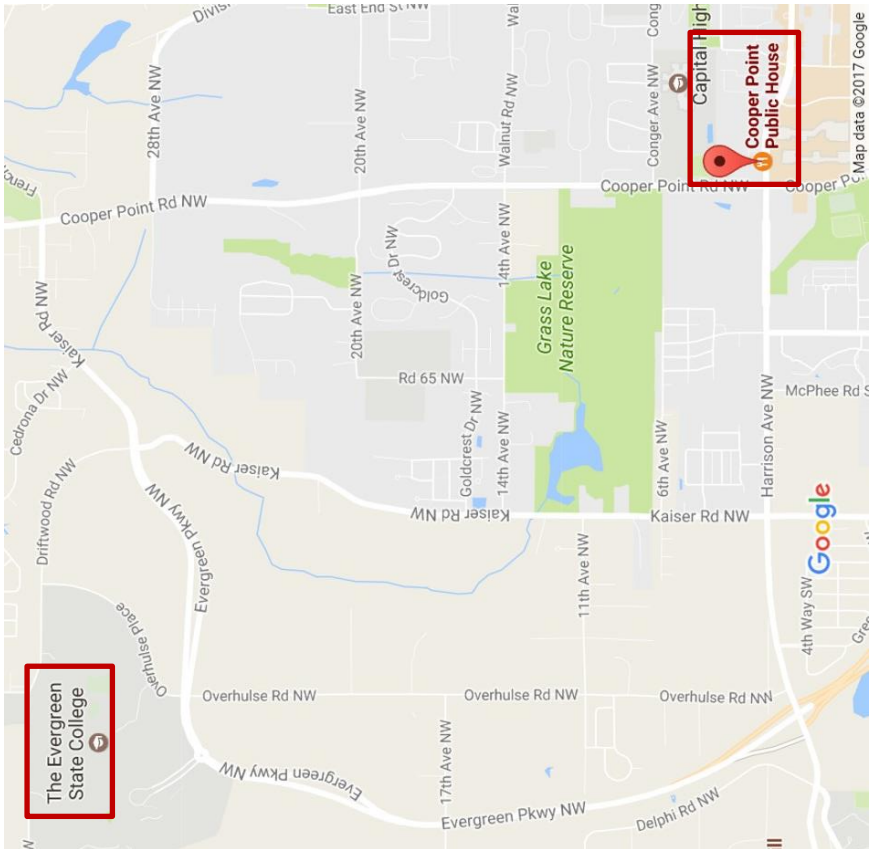 Divisi
East End St NW
Wal
Cong
Capital High
Cooper Point
Public House
Map data ©2017 Google
28th Ave NW
20th Ave NW
Walnut Rd NW
Conger Ave NW
Frenc
Cooper Point Rd NW
Cooper Point Rd NW
Cooper P
Goldcrest Dr NW
14th Ave NW
Grass Lake
Nature Reserve
Kaiser Rd NW
20th Ave NW
Cedrona Dr NW
Rd 65 NW
McPhee Rd S
Goldcrest Dr NW
14th Ave NW
6th Ave NW
Harrison Ave NW
Kaiser Rd NW
Driftwood Rd NW
Evergreen Pkwy NW
Kaiser Rd NW
Kaiser Rd NW
Google
11th Ave NW
4th Way SW
Gree
Overhulse Place
Overhulse Rd NW
Overhulse Rd NW
Overhulse Rd NW
The Evergreen
State College
Evergreen Pkwy NW
17th Ave NW
Evergreen Pkwy NW
Delphi Rd NW